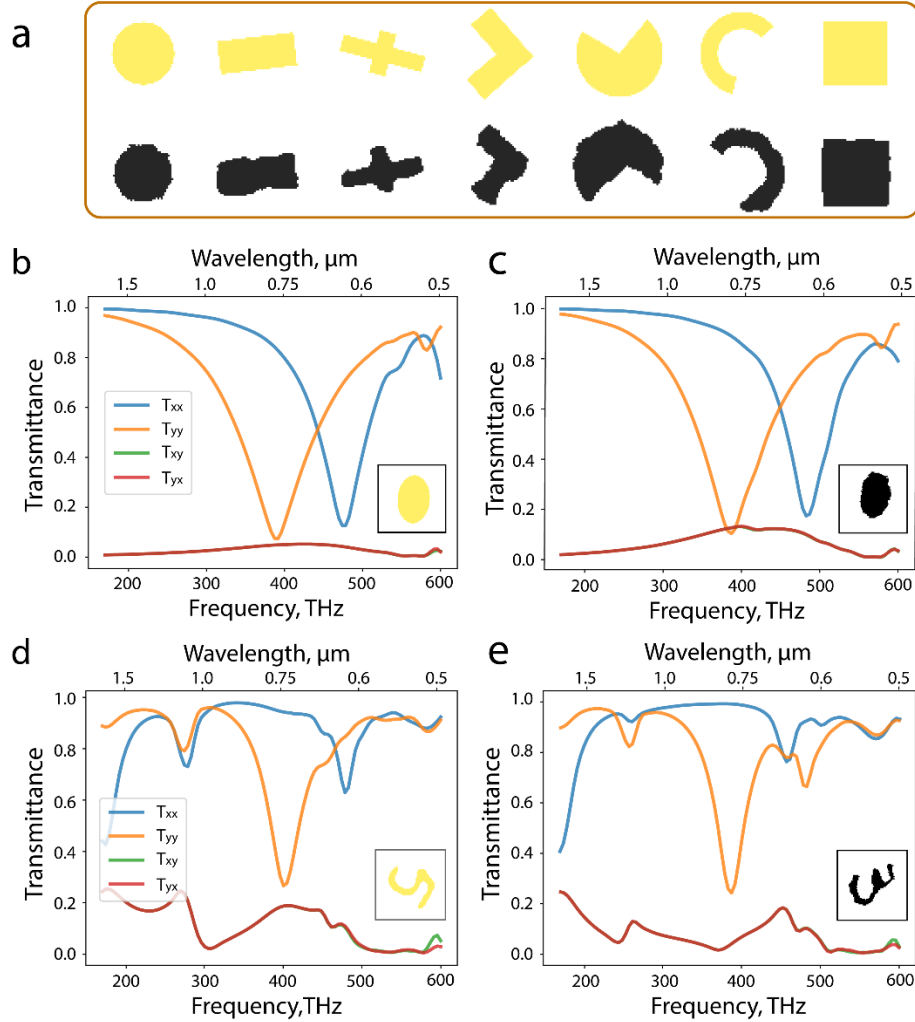 a
b
Wavelength, μm
1.5 1.0 0.75 0.6 0.5
Transmittance
1.0
0.8
0.6
0.4
0.2
0.0
Txx
Tyy
Txy
Tyx
200 300 400 500 600
Frequency, THz
c
Wavelength, μm
1.5 1.0 0.75 0.6 0.5
Transmittance
1.0
0.8
0.6
0.4
0.2
0.0
200 300 400 500 600
Frequency, THz
d
Wavelength, μm
1.5 1.0 0.75 0.6 0.5
Transmittance
1.0
0.8
0.6
0.4
0.2
0.0
Txx
Tyy
Txy
Tyx
200 300 400 500 600
Frequency,THz
e
Wavelength, μm
1.5 1.0 0.75 0.6 0.5
Transmittance
1.0
0.8
0.6
0.4
0.2
0.0
200 300 400 500 600
Frequency, THz